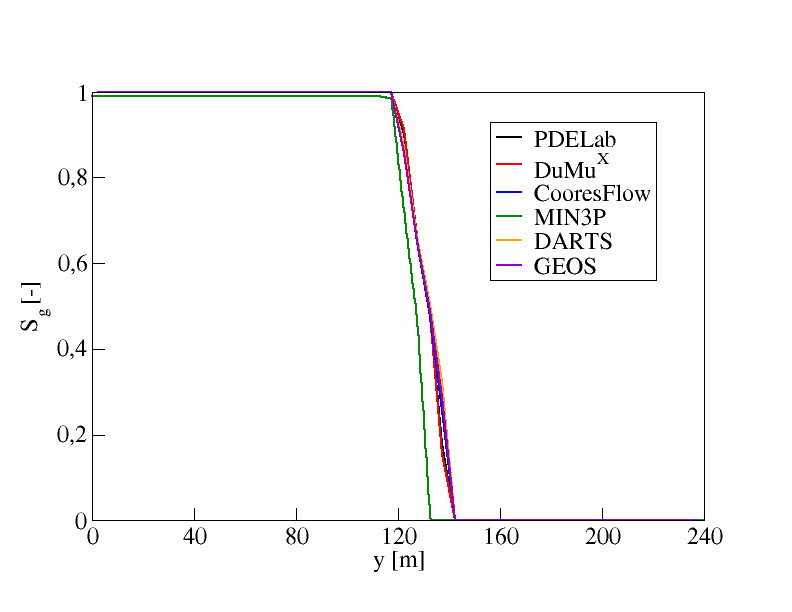 1
0,8
0,6
0,4
0,2
0
S_g [-]
PDELab
DuMu^X
CooresFlow
MIN3P
DARTS
GEOS
0 40 80 120 160 200 240
y [m]